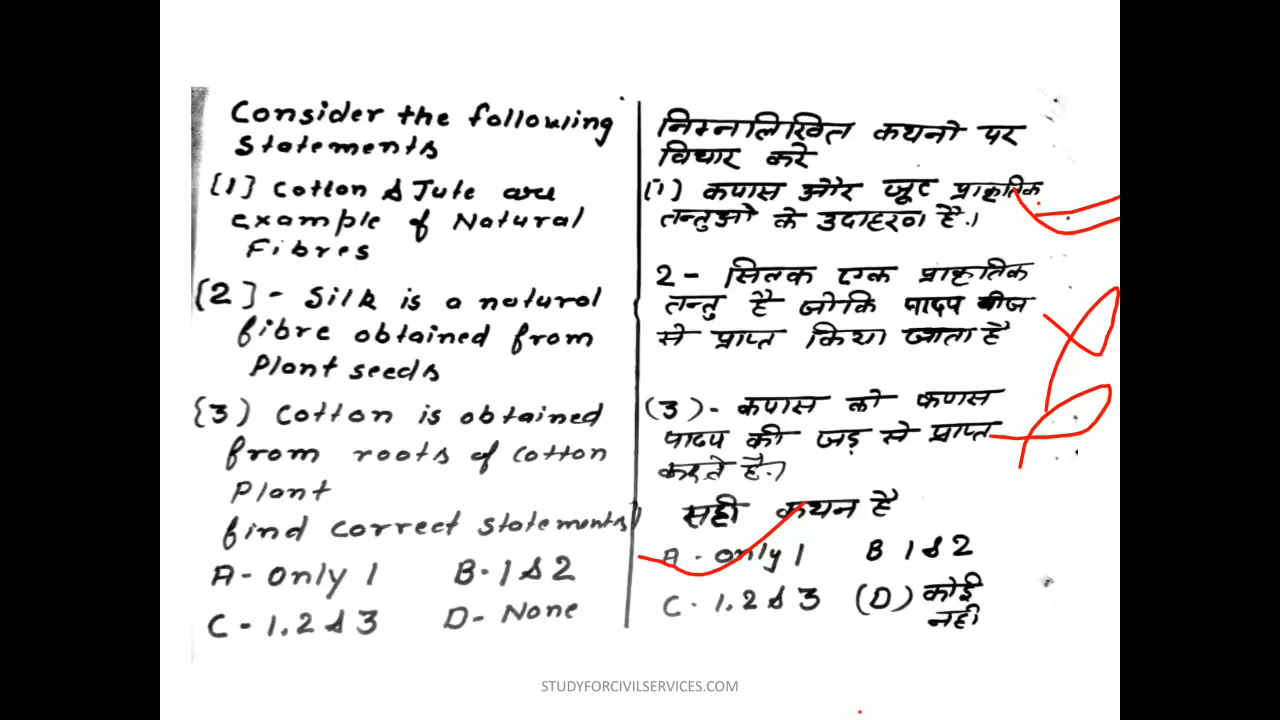 Consider the following
Statements
(1) Cotton & Jute are
example of Natural
Fibres
(2) - Silk is a natural
fibre obtained from
Plant seeds
(3) Cotton is obtained
from roots of cotton
Plant
find correct statements
A- only 1 B. 1 & 2
C - 1, 2 & 3 D- None
निम्नलिखित कथनो पर
विचार करे
(1) कपास और जूट प्राकृतिक
तन्तुओ के उदाहरण है।
2 - सिल्क एक प्राकृतिक
तन्तु है जोकि पादप बीज
से प्राप्त किया जाता है
(3) - कपास को कपास
पादप की जड़ से प्राप्त
करते है।
सही कथन है
A - only 1 B 1 & 2
C - 1, 2 & 3 (D) कोई
नही
STUDYFORCIVILSERVICES.COM